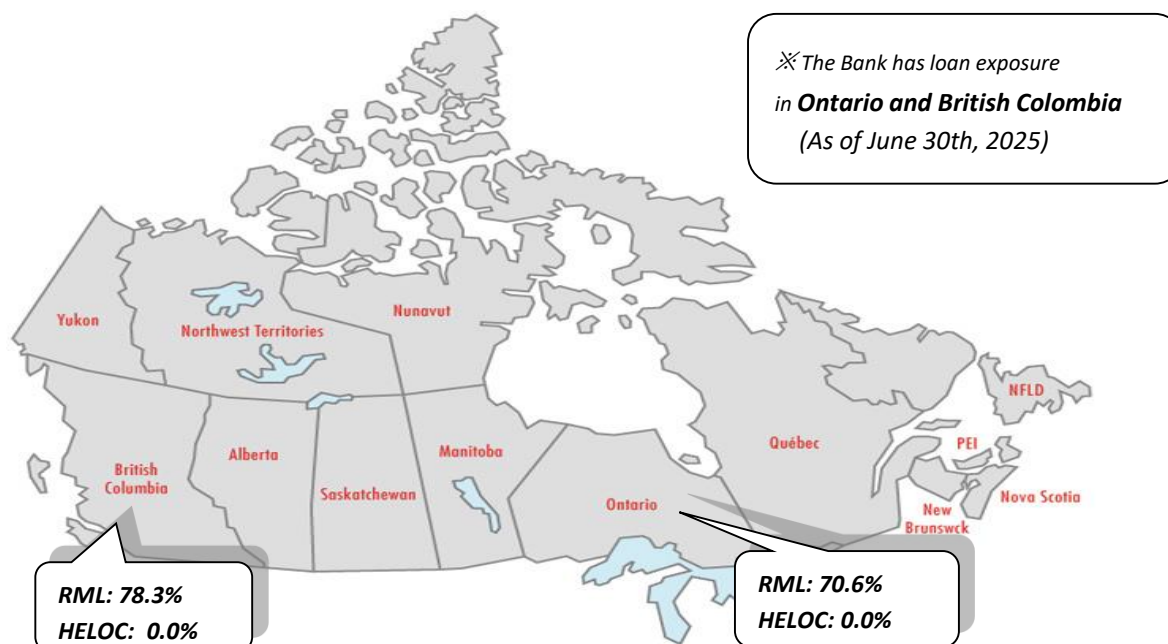 ※ The Bank has loan exposure
in Ontario and British Colombia
(As of June 30th, 2025)
Yukon
Northwest Territories
Nunavut
British
Columbia
Alberta
Saskatchewan
Manitoba
Ontario
Québec
NFLD
PEI
Nova Scotia
New
Brunswck
RML: 78.3%
HELOC: 0.0%
RML: 70.6%
HELOC: 0.0%